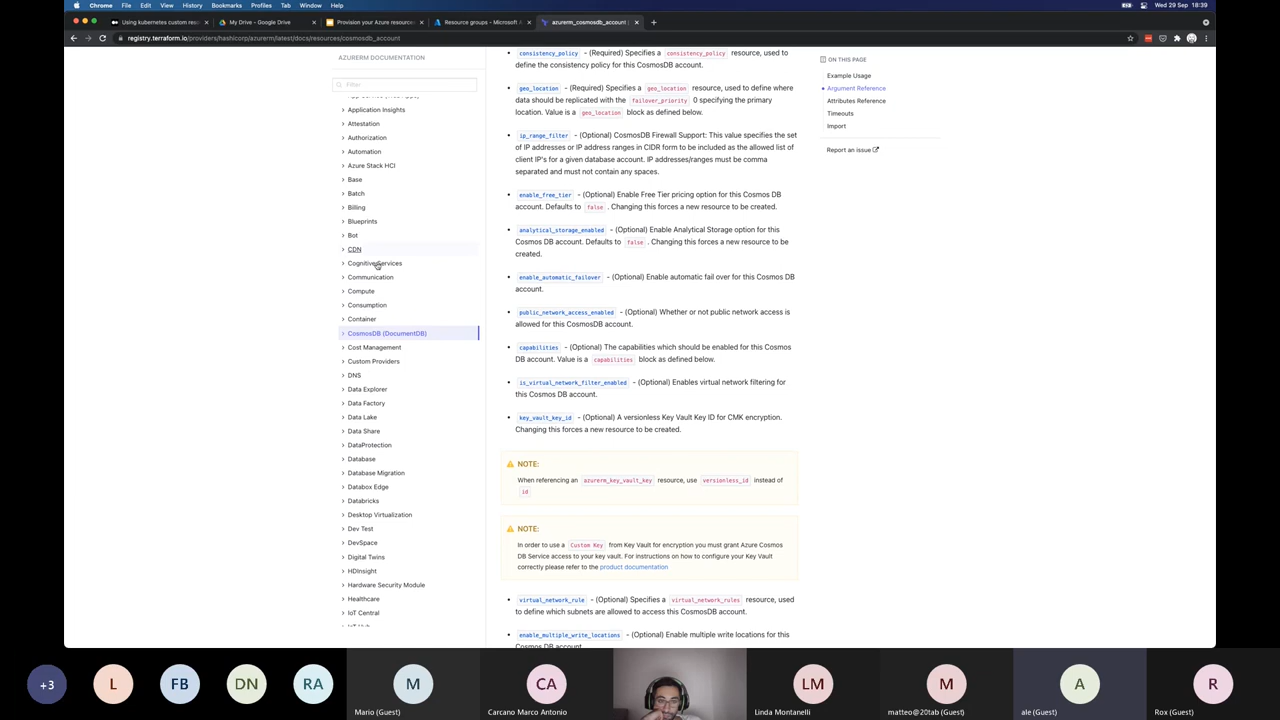 Chrome File Edit View History Bookmarks Profiles Tab Window Help
Wed 29 Sep 18:39
Using kubernetes custom res
My Drive – Google Drive
Provision your Azure resources
Resource groups - Microsoft A
azurerm_cosmosdb_account |
registry.terraform.io/providers/hashicorp/azurerm/latest/docs/resources/cosmosdb_account
AZURERM DOCUMENTATION
Filter
Application Insights
Attestation
Authorization
Automation
Azure Stack HCI
Base
Batch
Billing
Blueprints
Bot
CDN
Cognitive Services
Communication
Compute
Consumption
Container
CosmosDB (DocumentDB)
Cost Management
Custom Providers
DNS
Data Explorer
Data Factory
Data Lake
Data Share
DataProtection
Database
Database Migration
Databox Edge
Databricks
Desktop Virtualization
Dev Test
DevSpace
Digital Twins
HDInsight
Hardware Security Module
Healthcare
IoT Central
IoT Hub
consistency_policy - (Required) Specifies a consistency_policy resource, used to
define the consistency policy for this CosmosDB account.
geo_location - (Required) Specifies a geo_location resource, used to define where
data should be replicated with the failover_priority 0 specifying the primary
location. Value is a geo_location block as defined below.
ip_range_filter - (Optional) CosmosDB Firewall Support: This value specifies the set
of IP addresses or IP address ranges in CIDR form to be included as the allowed list of
client IP's for a given database account. IP addresses/ranges must be comma
separated and must not contain any spaces.
enable_free_tier - (Optional) Enable Free Tier pricing option for this Cosmos DB
account. Defaults to false . Changing this forces a new resource to be created.
analytical_storage_enabled - (Optional) Enable Analytical Storage option for this
Cosmos DB account. Defaults to false . Changing this forces a new resource to be
created.
enable_automatic_failover - (Optional) Enable automatic fail over for this Cosmos DB
account.
public_network_access_enabled - (Optional) Whether or not public network access is
allowed for this CosmosDB account.
capabilities - (Optional) The capabilities which should be enabled for this Cosmos
DB account. Value is a capabilities block as defined below.
is_virtual_network_filter_enabled - (Optional) Enables virtual network filtering for
this Cosmos DB account.
key_vault_key_id - (Optional) A versionless Key Vault Key ID for CMK encryption.
Changing this forces a new resource to be created.
NOTE:
When referencing an azurerm_key_vault_key resource, use versionless_id instead of
id
NOTE:
In order to use a Custom Key from Key Vault for encryption you must grant Azure Cosmos
DB Service access to your key vault. For instructions on how to configure your Key Vault
correctly please refer to the product documentation
virtual_network_rule - (Optional) Specifies a virtual_network_rules resource, used
to define which subnets are allowed to access this CosmosDB account.
enable_multiple_write_locations - (Optional) Enable multiple write locations for this
Cosmos DB account.
ON THIS PAGE
Example Usage
Argument Reference
Attributes Reference
Timeouts
Import
Report an issue
+3
L
FB
DN
RA
M
Mario (Guest)
CA
Carcano Marco Antonio
LM
Linda Montanelli
M
matteo@20tab (Guest)
A
ale (Guest)
R
Rox (Guest)